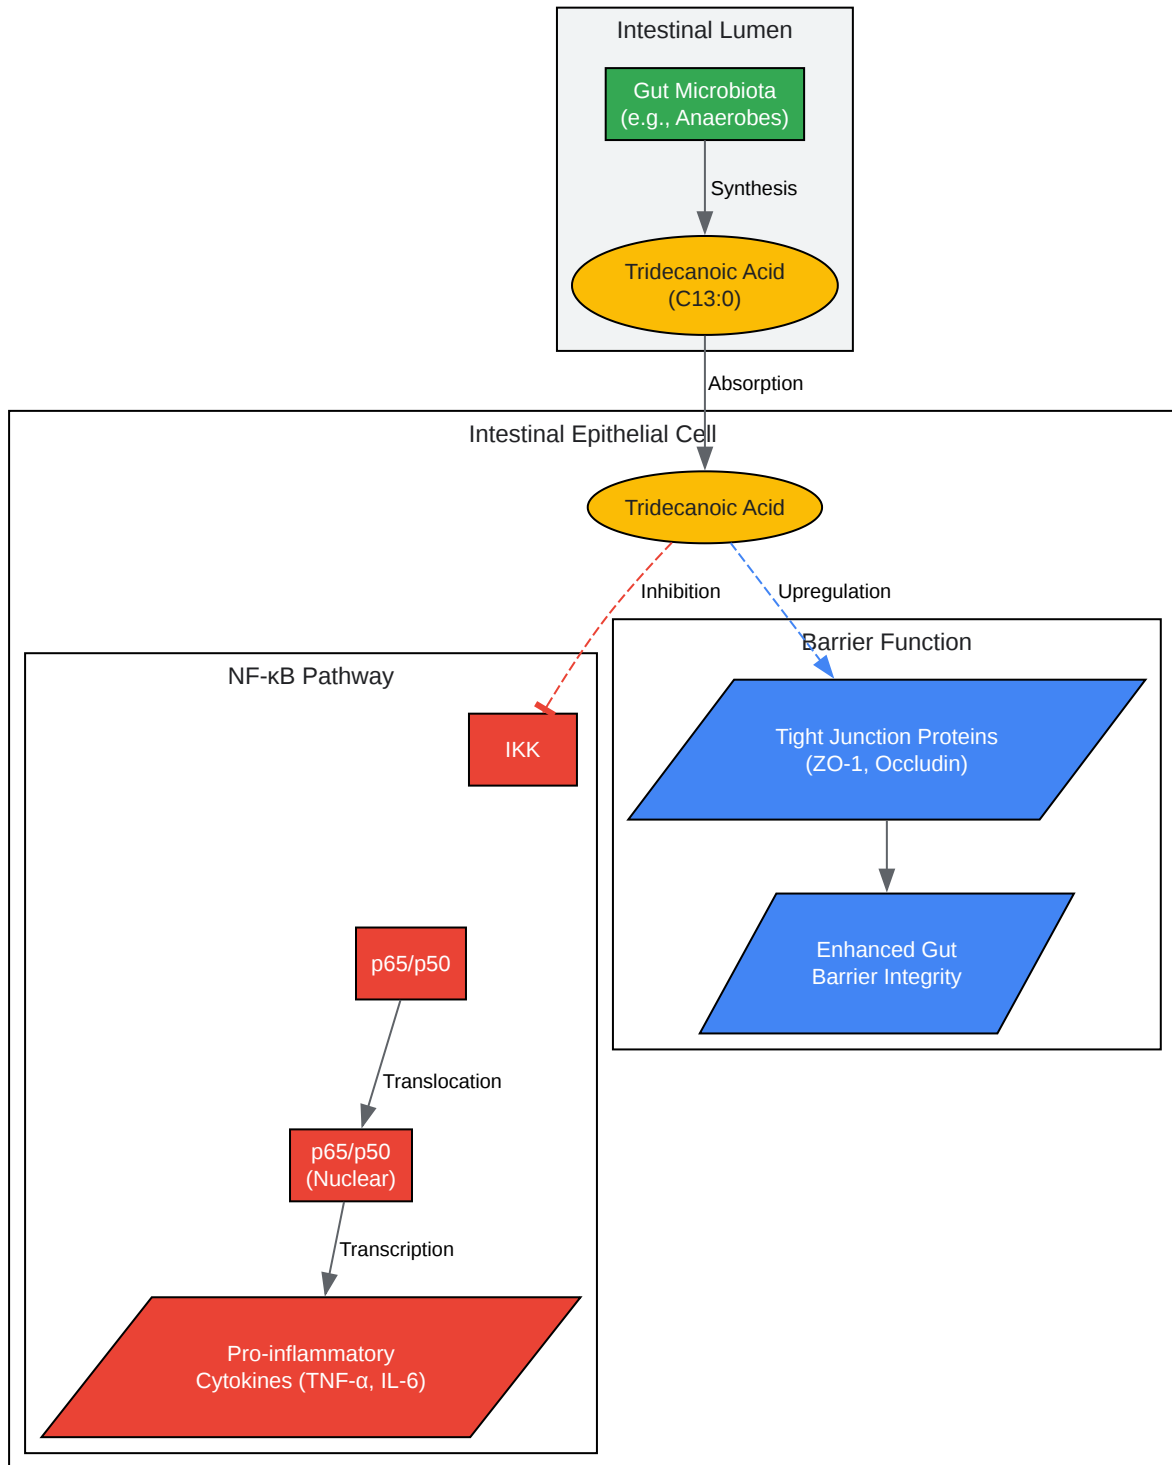 Intestinal Lumen
Gut Microbiota
(e.g., Anaerobes)
Synthesis
Tridecanoic Acid
(C13:0)
Absorption
Intestinal Epithelial Cell
Tridecanoic Acid
Inhibition
Upregulation
Barrier Function
NF-κB Pathway
IKK
Tight Junction Proteins
(ZO-1, Occludin)
p65/p50
Enhanced Gut
Barrier Integrity
Translocation
p65/p50
(Nuclear)
Transcription
Pro-inflammatory
Cytokines (TNF-α, IL-6)